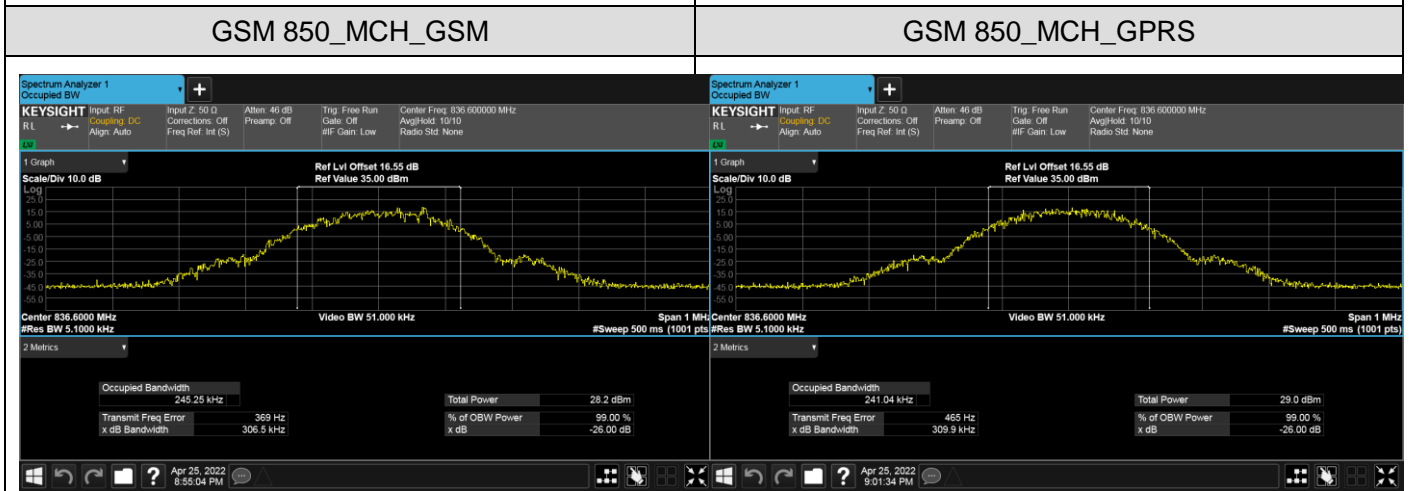 GSM 850_MCH_GSM
GSM 850_MCH_GPRS
Spectrum Analyzer 1
Occupied BW
+
KEYSIGHT Input: RF Input Z: 50 Ω Atten: 46 dB Trig: Free Run Center Freq: 836.600000 MHz
RL Coupling: DC Corrections: Off Preamp: Off Gate: Off Avg|Hold: 10/10
Align: Auto Freq Ref: Int (S) #IF Gain: Low Radio Std: None
LXI
1 Graph
Ref Lvl Offset 16.55 dB
Scale/Div 10.0 dB Ref Value 35.00 dBm
Log
25.0
15.0
5.00
-5.00
-15.0
-25.0
-35.0
-45.0
-55.0
Center 836.6000 MHz Video BW 51.000 kHz Span 1 MHz
#Res BW 5.1000 kHz #Sweep 500 ms (1001 pts
2 Metrics
Occupied Bandwidth
245.25 kHz Total Power 28.2 dBm
Transmit Freq Error 369 Hz % of OBW Power 99.00 %
x dB Bandwidth 306.5 kHz x dB -26.00 dB
?
Apr 25, 2022
8:55:04 PM
Spectrum Analyzer 1
Occupied BW
+
KEYSIGHT Input: RF Input Z: 50 Ω Atten: 46 dB Trig: Free Run Center Freq: 836.600000 MHz
RL Coupling: DC Corrections: Off Preamp: Off Gate: Off Avg|Hold: 10/10
Align: Auto Freq Ref: Int (S) #IF Gain: Low Radio Std: None
LXI
1 Graph
Ref Lvl Offset 16.55 dB
Scale/Div 10.0 dB Ref Value 35.00 dBm
Log
25.0
15.0
5.00
-5.00
-15.0
-25.0
-35.0
-45.0
-55.0
Center 836.6000 MHz Video BW 51.000 kHz Span 1 MHz
#Res BW 5.1000 kHz #Sweep 500 ms (1001 pts)
2 Metrics
Occupied Bandwidth
241.04 kHz Total Power 29.0 dBm
Transmit Freq Error 465 Hz % of OBW Power 99.00 %
x dB Bandwidth 309.9 kHz x dB -26.00 dB
?
Apr 25, 2022
9:01:34 PM